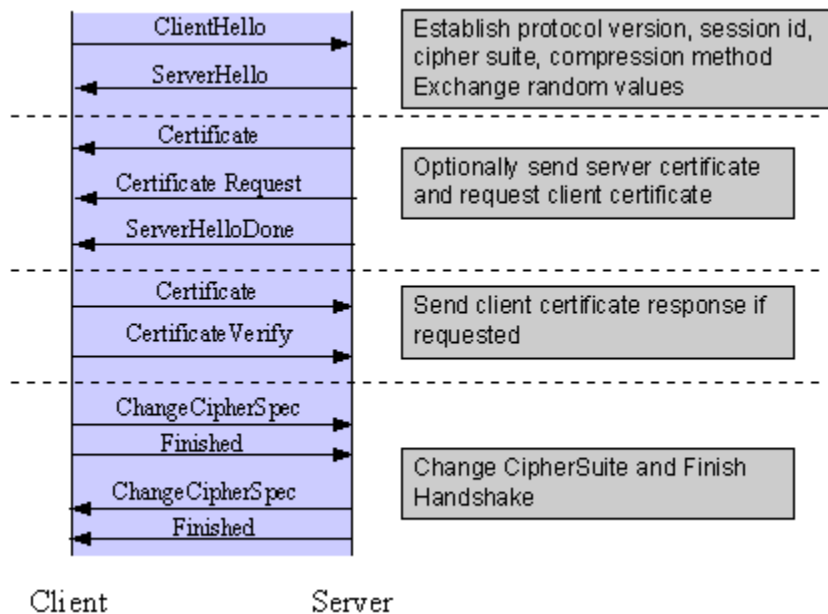 ClientHello
Establish protocol version, session id,
cipher suite, compression method
Exchange random values
ServerHello
Certificate
Optionally send server certificate
and request client certificate
Certificate Request
ServerHelloDone
Certificate
Send client certificate response if
requested
CertificateVerify
ChangeCipherSpec
Finished
Change CipherSuite and Finish
Handshake
ChangeCipherSpec
Finished
Client
Server